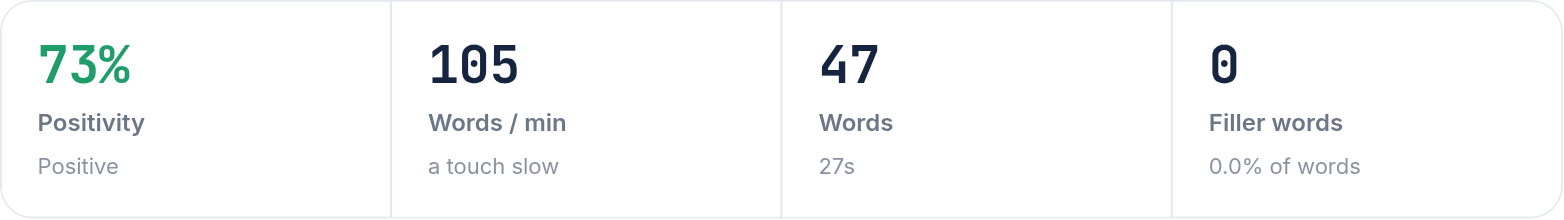 73%
Positivity
Positive
105
Words / min
a touch slow
47
Words
27s
0
Filler words
0.0% of words